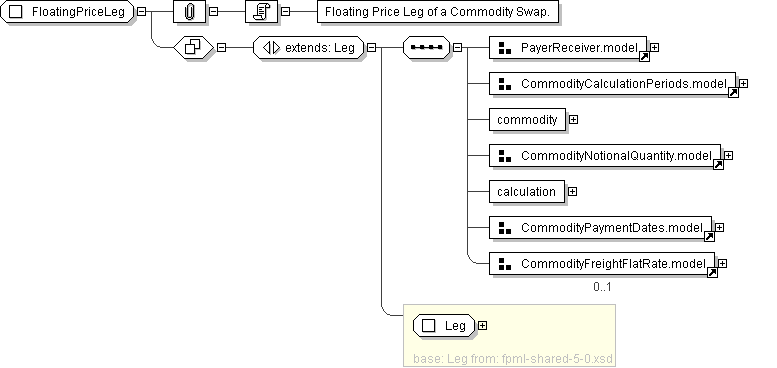 FloatingPriceLeg
Floating Price Leg of a Commodity Swap.
extends: Leg
PayerReceiver.model
CommodityCalculationPeriods.model
commodity
CommodityNotionalQuantity.model
calculation
CommodityPaymentDates.model
CommodityFreightFlatRate.model
0..1
Leg
base: Leg from: fpml-shared-5-0.xsd